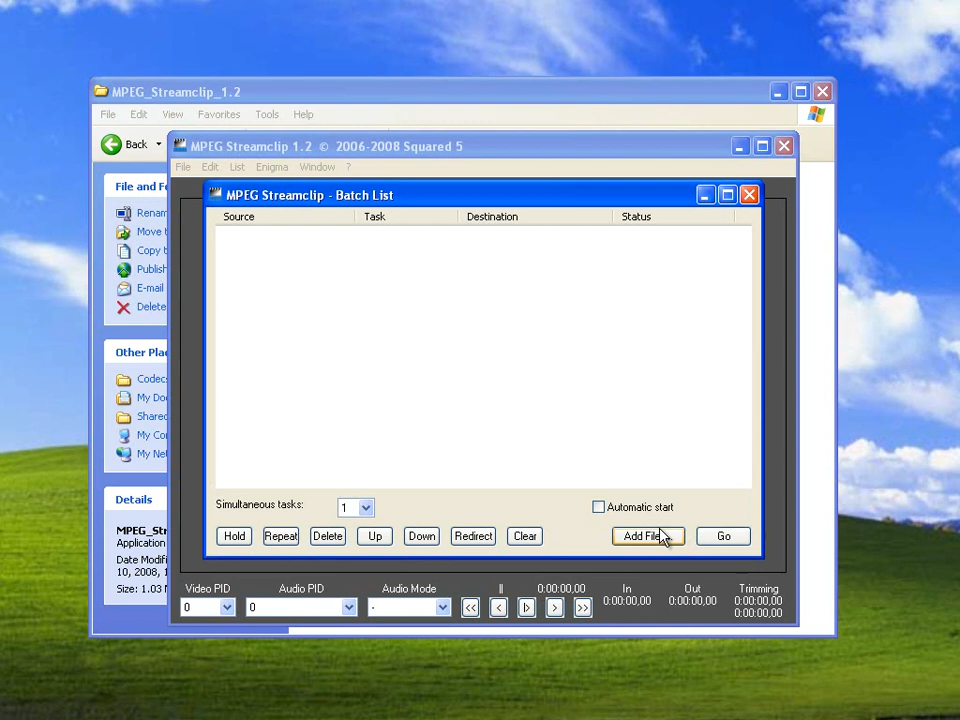 MPEG_Streamclip_1.2
File Edit View Favorites Tools Help
Back
MPEG Streamclip 1.2 © 2006-2008 Squared 5
File Edit List Enigma Window ?
File and Fo
MPEG Streamclip - Batch List
Source Task Destination Status
Renam
Move t
Copy t
Publish
E-mail
Delete
Other Plac
Codecs
My Doc
Shared
My Co
My Net
Details
MPEG_Str
Application
Date Modifi
10, 2008, 1
Size: 1.03 M
Simultaneous tasks: 1 Automatic start
Hold Repeat Delete Up Down Redirect Clear Add File Go
Video PID Audio PID Audio Mode || 0:00:00,00 In Out Trimming
0 0 - << < |> > >> 0:00:00,00 0:00:00,00 0:00:00,00
0:00:00,00